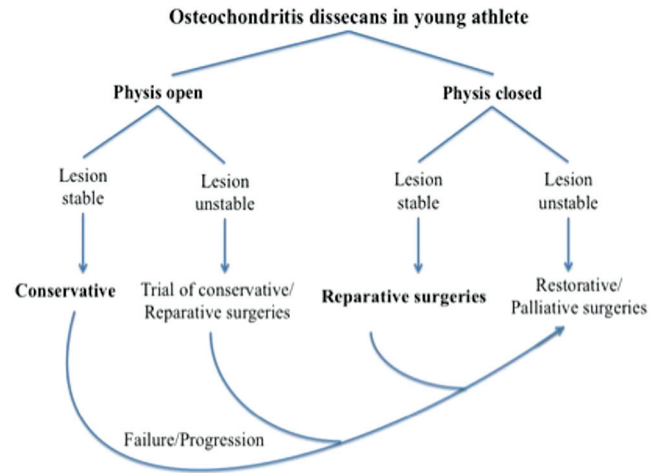 Osteochondritis dissecans in young athlete
Physis open
Physis closed
Lesion
stable
Lesion
unstable
Lesion
stable
Lesion
unstable
Conservative
Trial of conservative/
Reparative surgeries
Reparative surgeries
Restorative/
Palliative surgeries
Failure/Progression